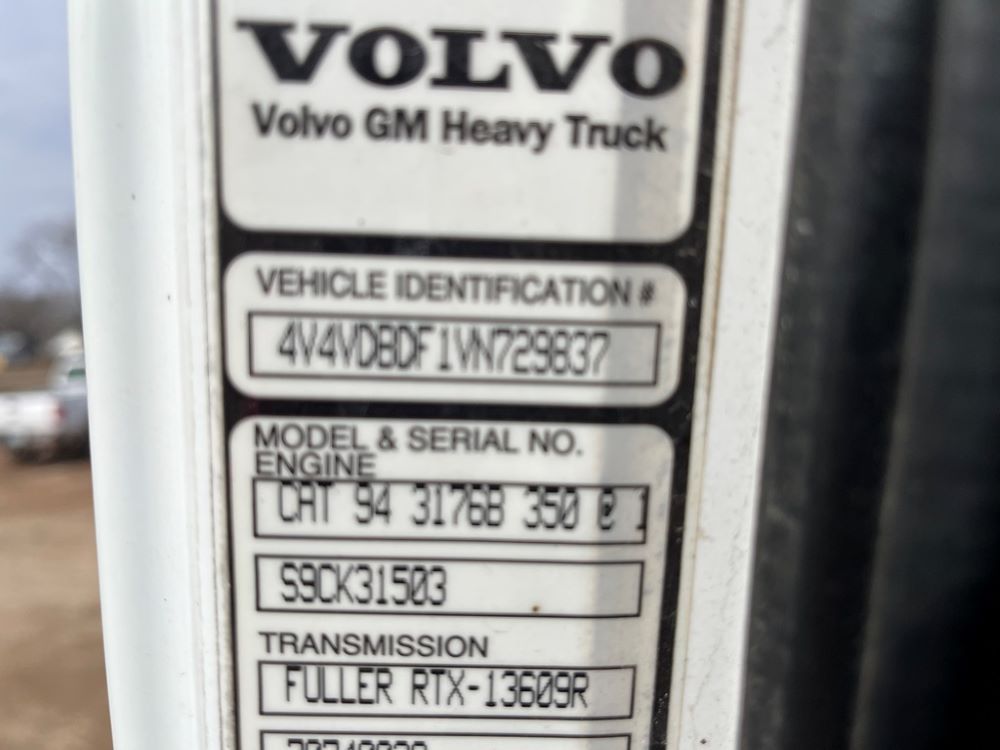 VOLVO
Volvo GM Heavy Truck
VEHICLE IDENTIFICATION #
4V4VDBDF1VN729837
MODEL & SERIAL NO.
ENGINE
CAT 94 3176B 350 @ 1
S9CK31503
TRANSMISSION
FULLER RTX-13609R